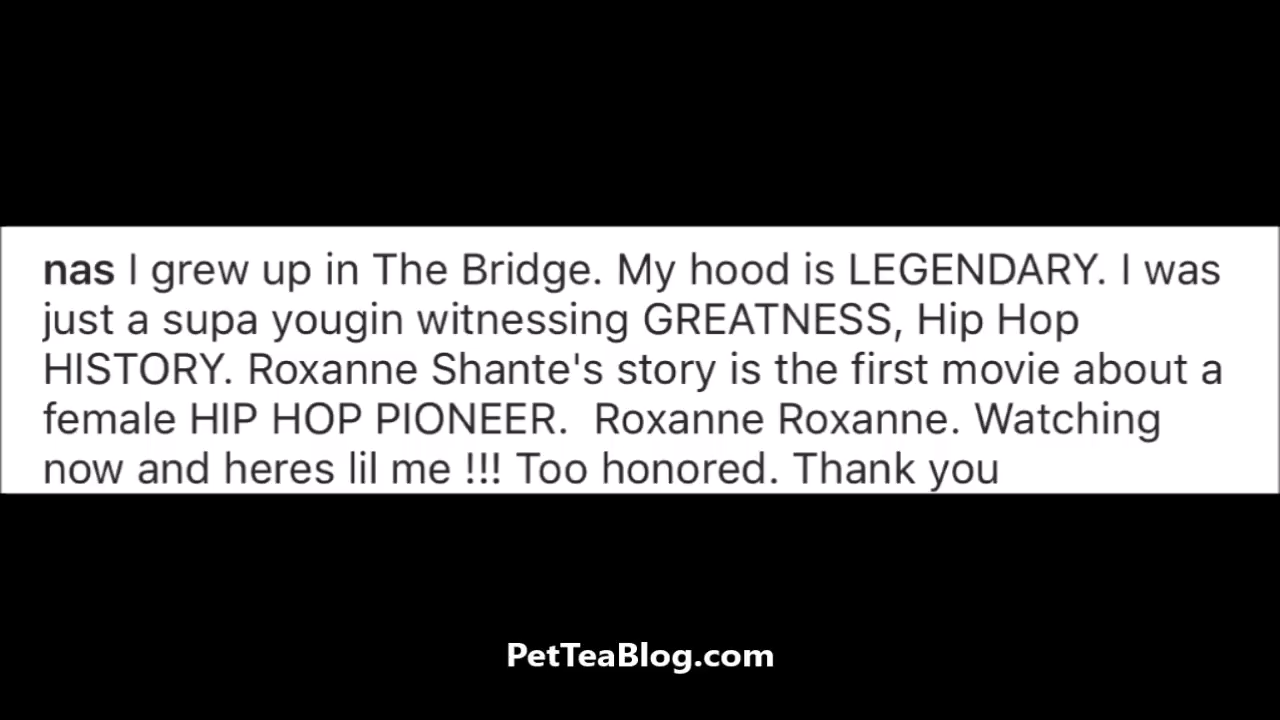 nas I grew up in The Bridge. My hood is LEGENDARY. I was
just a supa yougin witnessing GREATNESS, Hip Hop
HISTORY. Roxanne Shante's story is the first movie about a
female HIP HOP PIONEER.  Roxanne Roxanne. Watching
now and heres lil me !!! Too honored. Thank you
PetTeaBlog.com